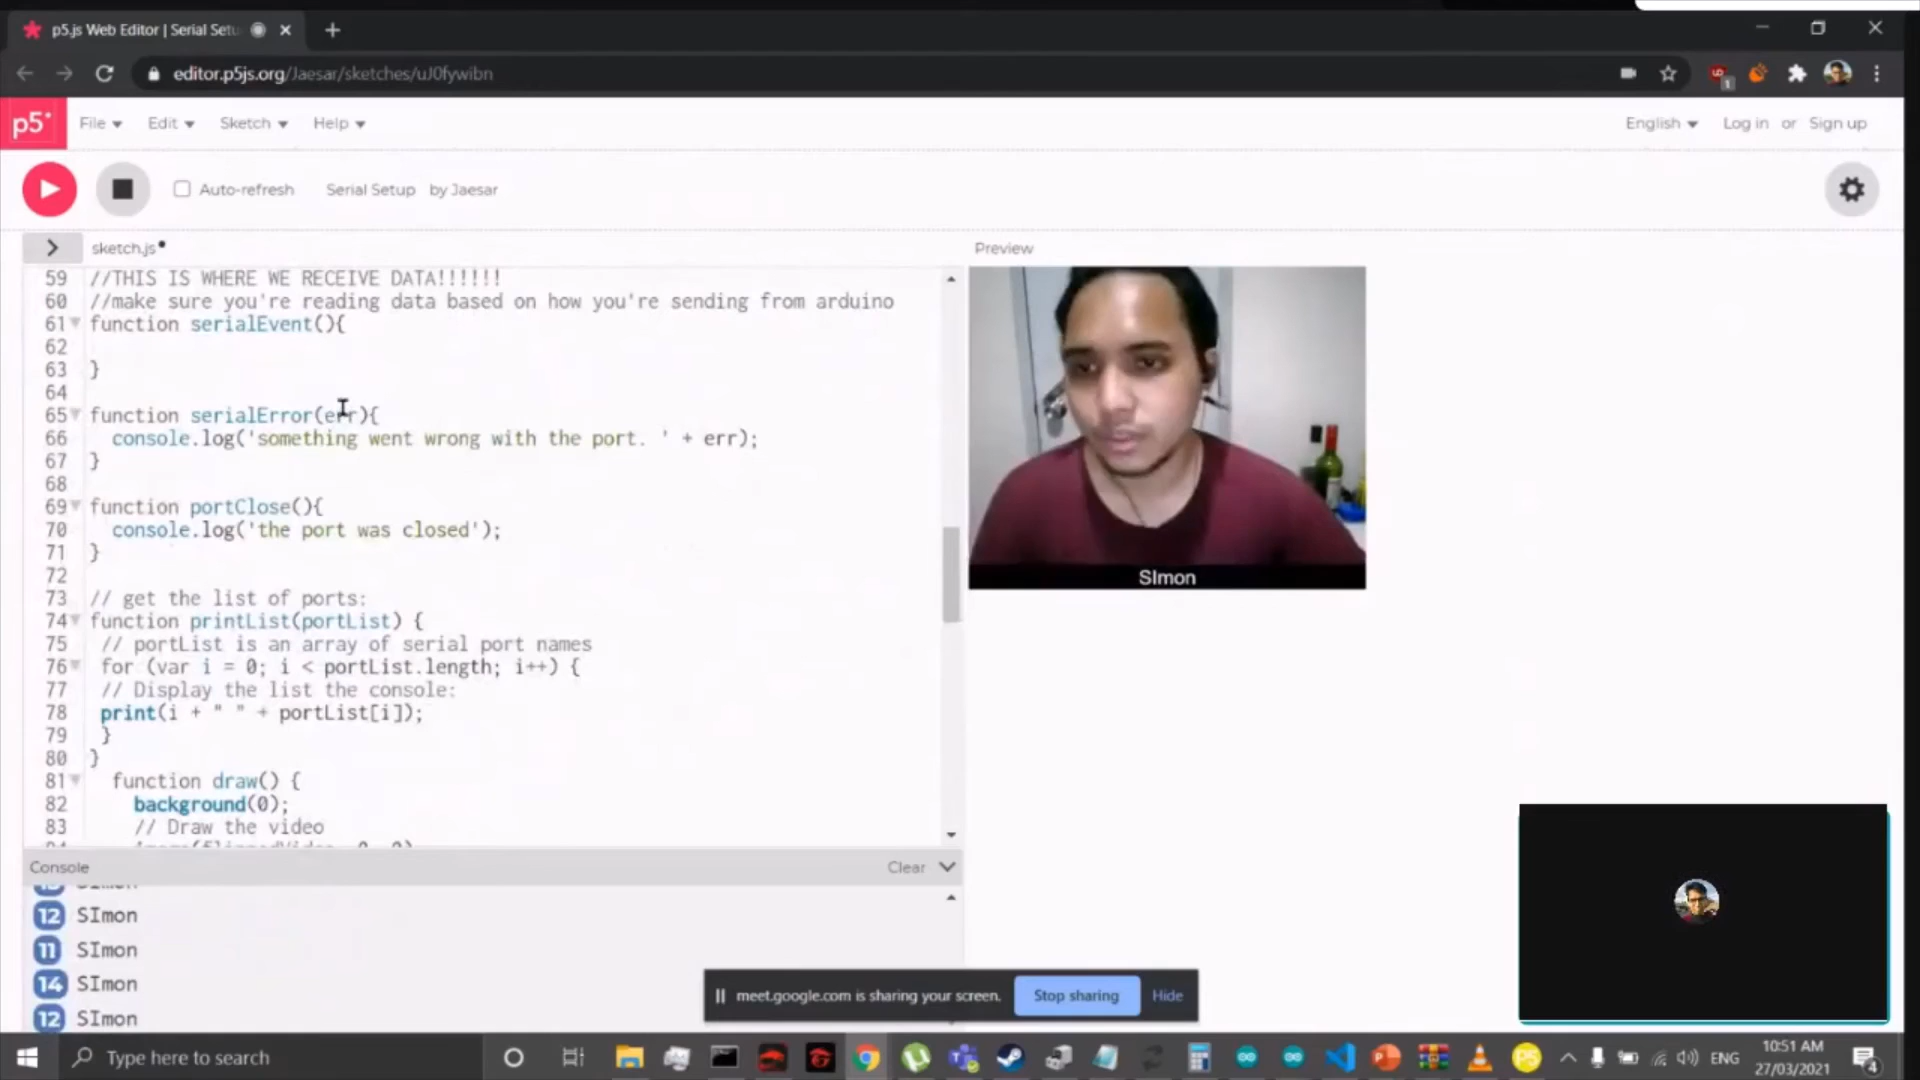 p5.js Web Editor | Serial Setu
editor.p5js.org/Jaesar/sketches/uJ0fywibn
1
p5*
File
Edit
Sketch
Help
English
Log in or Sign up
Auto-refresh
Serial Setup by Jaesar
sketch.js
Preview
59 //THIS IS WHERE WE RECEIVE DATA!!!!!!
60 //make sure you're reading data based on how you're sending from arduino
61 function serialEvent(){
62
63 }
64
65 function serialError(err){
66 console.log('something went wrong with the port. ' + err);
67 }
68
69 function portClose(){
70 console.log('the port was closed');
71 }
72
73 // get the list of ports:
74 function printList(portList) {
75 // portList is an array of serial port names
76 for (var i = 0; i < portList.length; i++) {
77 // Display the list the console:
78 print(i + " " + portList[i]);
79 }
80 }
81 function draw() {
82 background(0);
83 // Draw the video
SImon
Console
Clear
12 SImon
11 SImon
14 SImon
12 SImon
meet.google.com is sharing your screen.
Stop sharing
Hide
Type here to search
P5
ENG
10:51 AM
27/03/2021
4